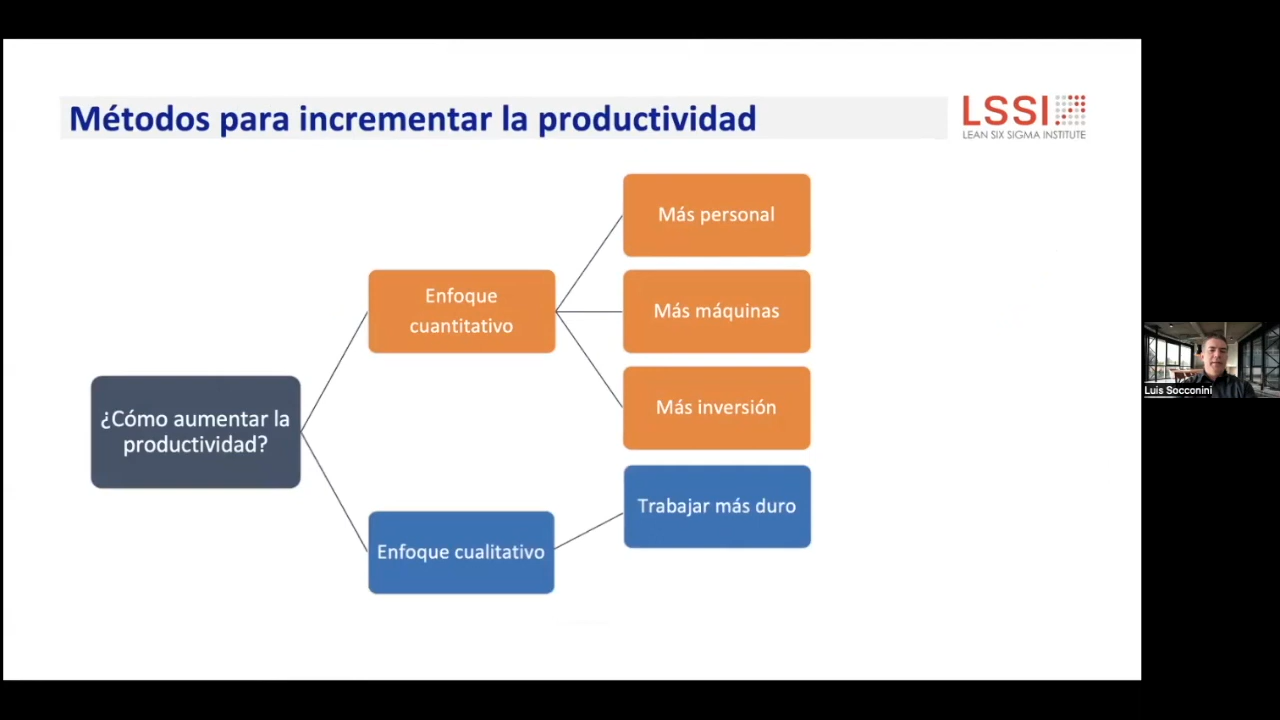 Métodos para incrementar la productividad
LSSI
LEAN SIX SIGMA INSTITUTE
¿Cómo aumentar la
productividad?
Enfoque
cuantitativo
Más personal
Más máquinas
Más inversión
Enfoque cualitativo
Trabajar más duro
Luis Socconini